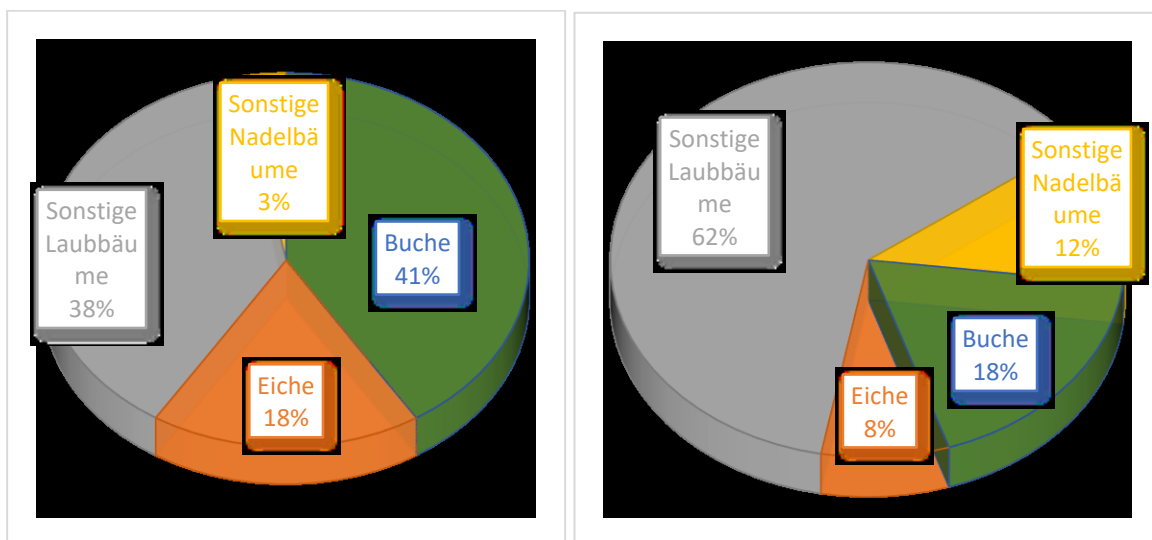 Sonstige
Nadelbä
ume
3%
Sonstige
Laubbäu
me
38%
Buche
41%
Eiche
18%
Sonstige
Laubbäu
me
62%
Sonstige
Nadelbä
ume
12%
Buche
18%
Eiche
8%